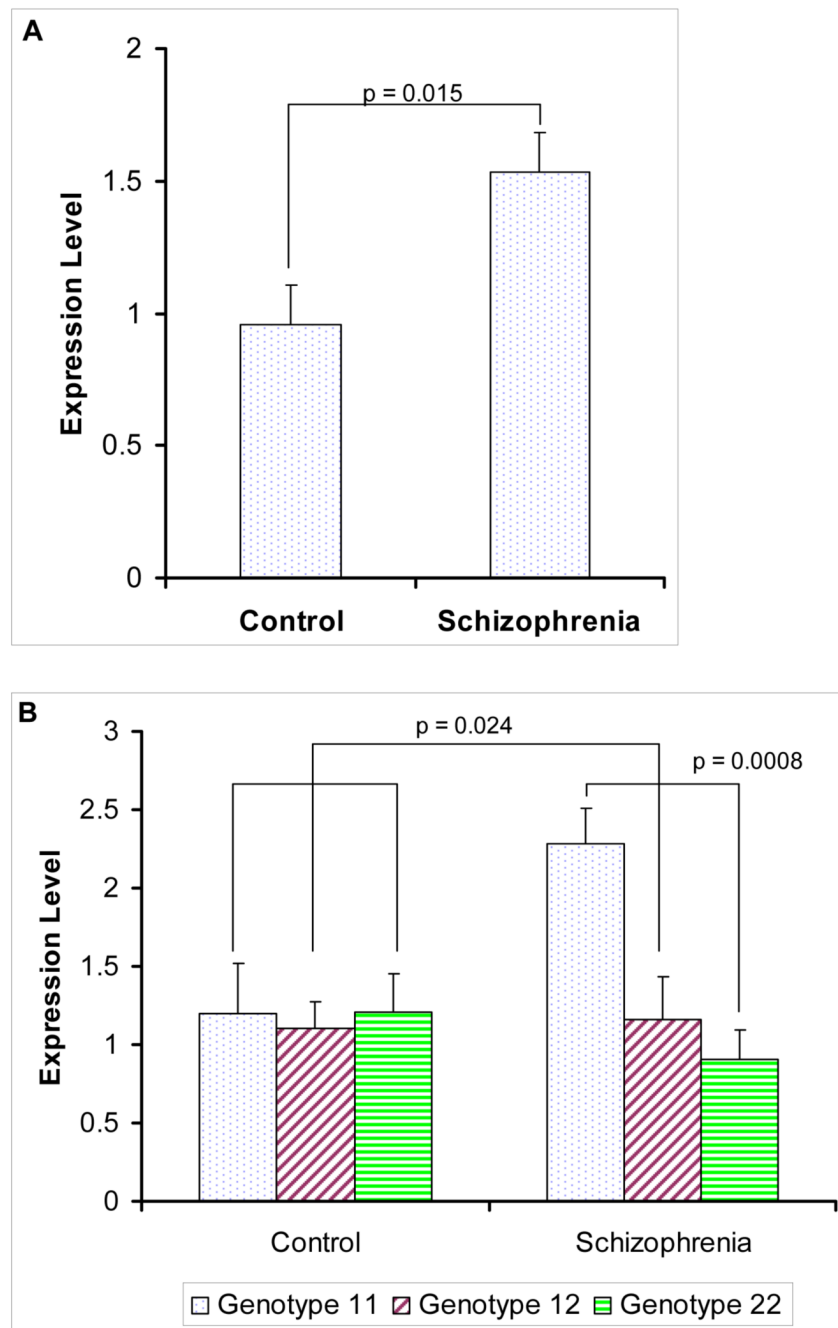 A
2
p = 0.015
1.5
1
0.5
0
Expression Level
Control Schizophrenia
B
3
p = 0.024
p = 0.0008
2.5
2
1.5
1
0.5
0
Expression Level
Control Schizophrenia
Genotype 11 Genotype 12 Genotype 22